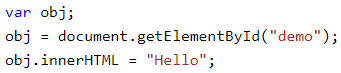 var obj;
obj = document.getElementById("demo");
obj.innerHTML = "Hello";